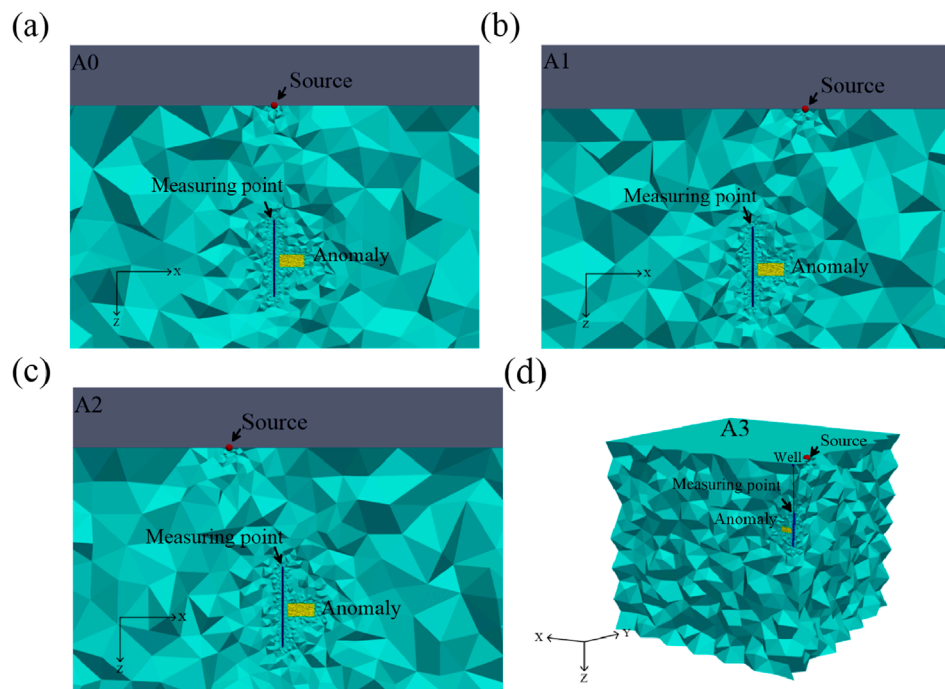 (a)
A0
Source
Measuring point
Anomaly
x
z
(b)
A1
Source
Measuring point
Anomaly
x
z
(c)
A2
Source
Measuring point
Anomaly
x
z
(d)
A3
Source
Well
Measuring point
Anomaly
X
Y
Z